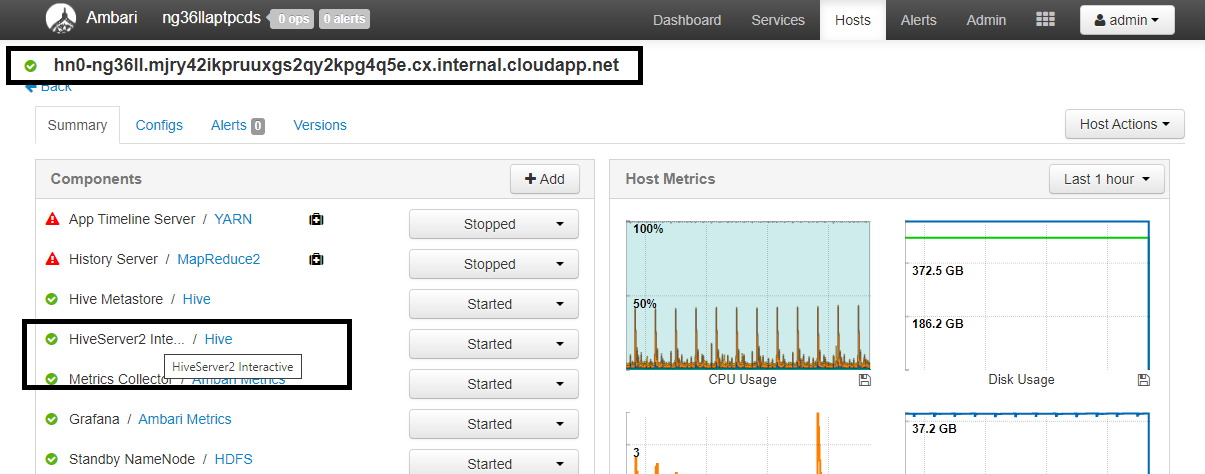 Ambari ng36llaptpcds 0 ops 0 alerts Dashboard Services Hosts Alerts Admin admin
hn0-ng36ll.mjry42ikpruuxgs2qy2kpg4q5e.cx.internal.cloudapp.net
Back
Summary Configs Alerts 0 Versions Host Actions
Components Add
App Timeline Server / YARN Stopped
History Server / MapReduce2 Stopped
Hive Metastore / Hive Started
HiveServer2 Inte... / Hive Started
HiveServer2 Interactive
Metrics Collector / Ambari Metrics Started
Grafana / Ambari Metrics Started
Standby NameNode / HDFS Started
Host Metrics Last 1 hour
100%
50%
CPU Usage
372.5 GB
186.2 GB
Disk Usage
3
37.2 GB